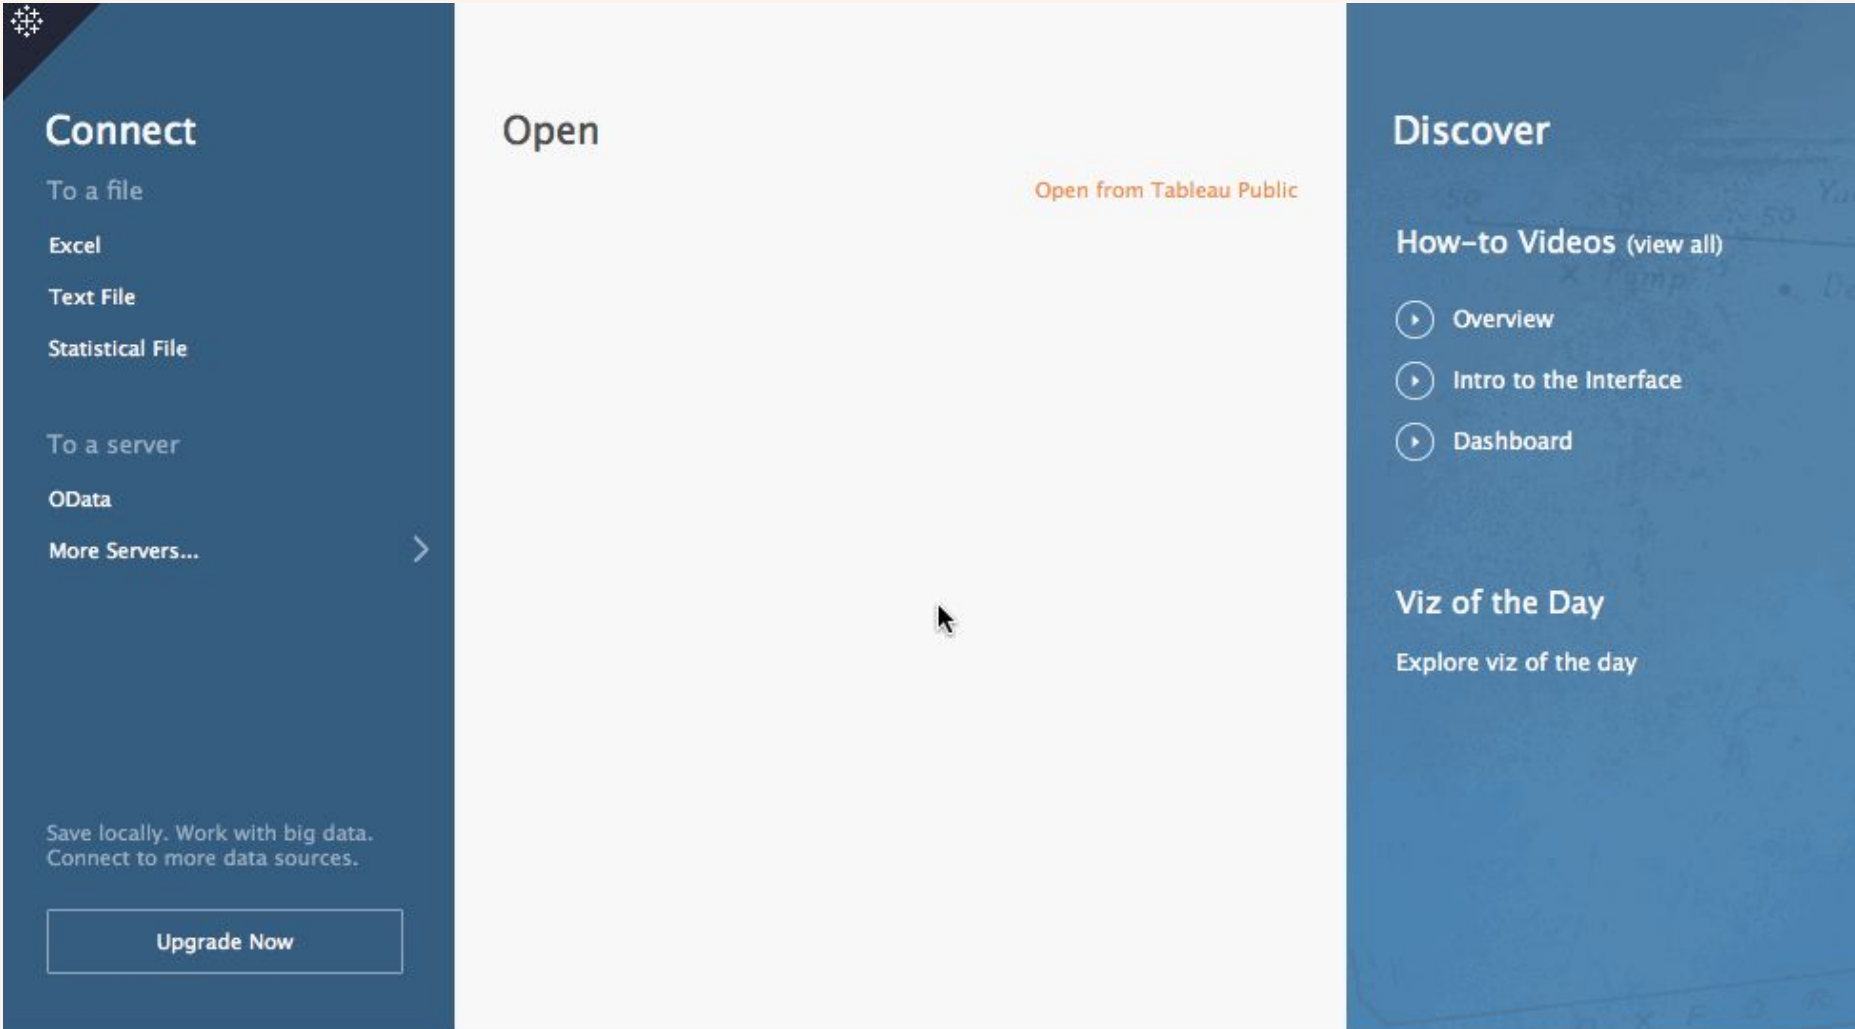 Connect
To a file
Excel
Text File
Statistical File
To a server
OData
More Servers...
Save locally. Work with big data.
Connect to more data sources.
Upgrade Now
Open
Open from Tableau Public
Discover
How-to Videos (view all)
Overview
Intro to the Interface
Dashboard
Viz of the Day
Explore viz of the day